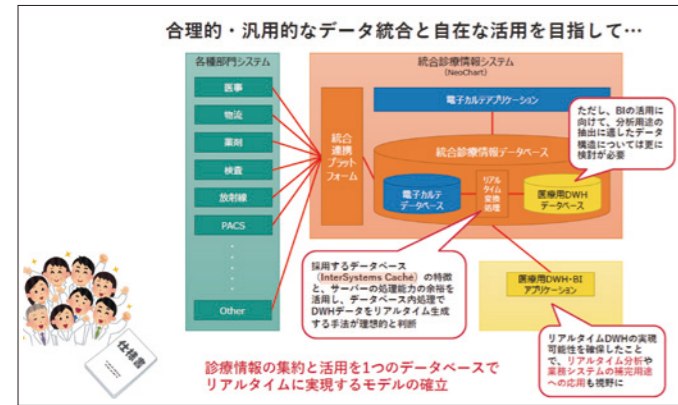 合理的・汎用的なデータ統合と自在な活用を目指して…
各種部門システム
医事
物流
薬剤
検査
放射線
PACS
Other
統合診療情報システム
(NeoChart)
電子カルテアプリケーション
統合
連携
プラット
フォーム
統合診療情報データベース
電子カルテ
データベース
リアル
タイム
変換
処理
医療用DWH
データベース
ただし、BIの活用に
向けて、分析用途の
抽出に適したデータ
構造については更に
検討が必要
採用するデータベース
(InterSystems Cache)の特徴
と、サーバーの処理能力の余裕を
活用し、データベース内処理で
DWHデータをリアルタイム生成
する手法が理想的と判断
医療用DWH-BI
アプリケーション
リアルタイムDWHの実現
可能性を確保したこと
で、リアルタイム分析や
業務システムの補完用途
への応用も視野に
仕様書
診療情報の集約と活用を1つのデータベースで
リアルタイムに実現するモデルの確立